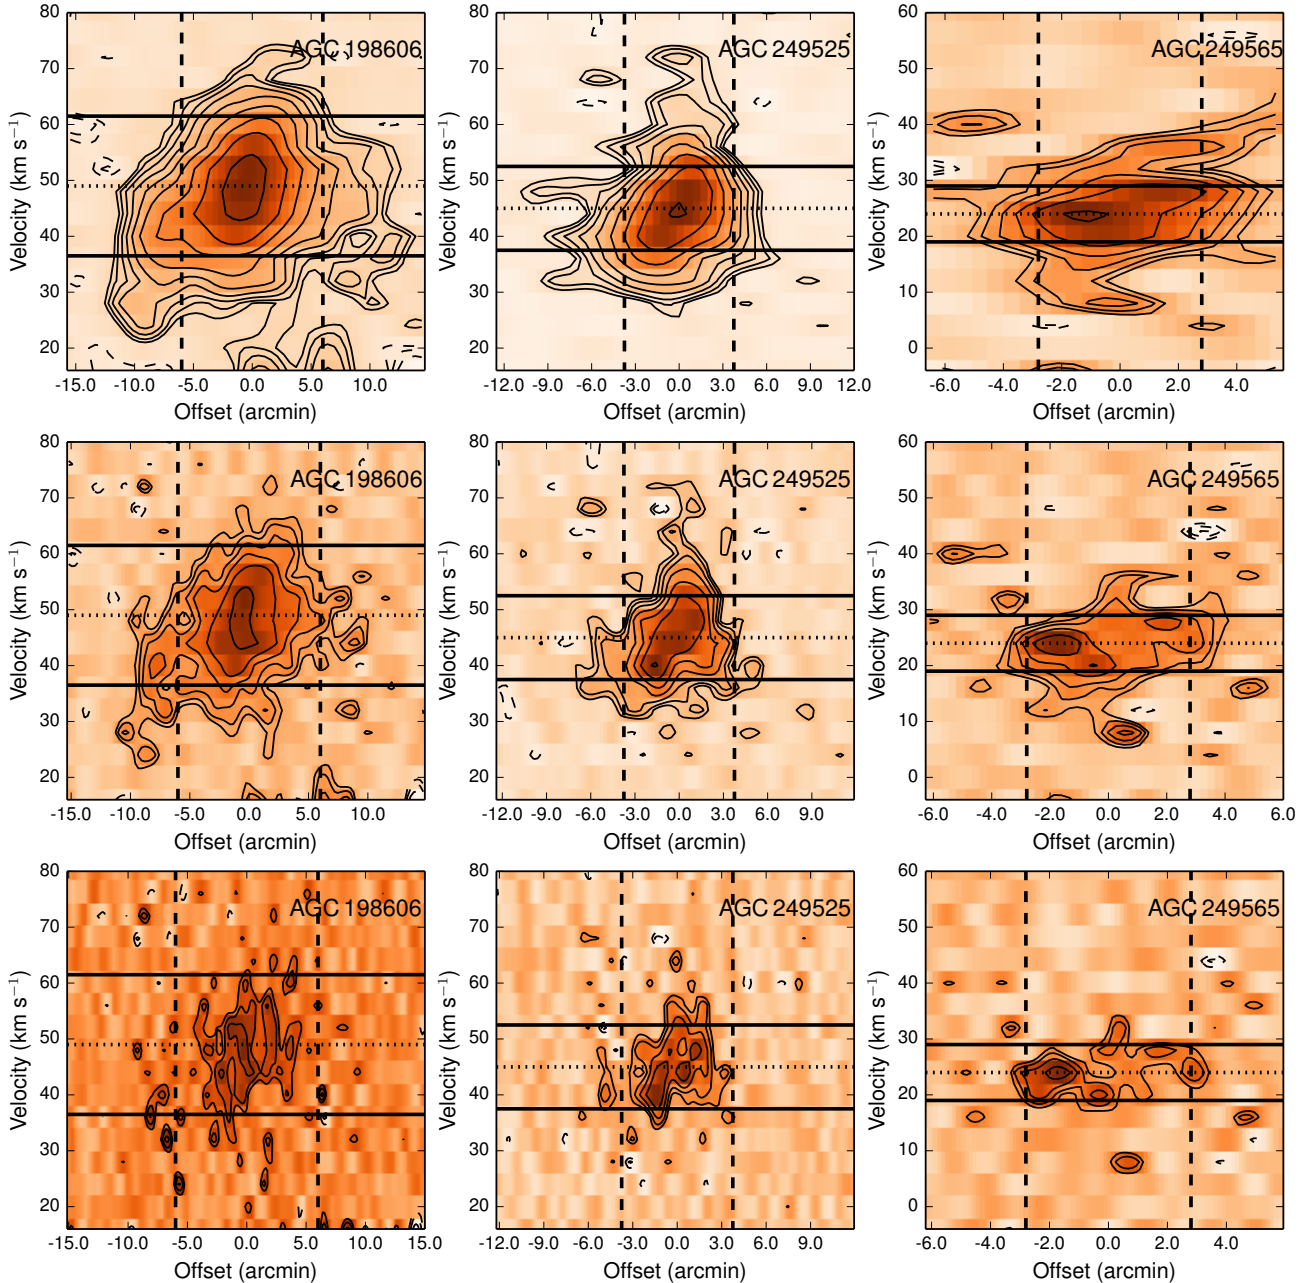 AGC 198606
Velocity (km s⁻¹)
80
70
60
50
40
30
20
-15.0 -10.0 -5.0 0.0 5.0 10.0
Offset (arcmin)
AGC 249525
Velocity (km s⁻¹)
80
70
60
50
40
30
20
-12.0 -9.0 -6.0 -3.0 0.0 3.0 6.0 9.0 12.0
Offset (arcmin)
AGC 249565
Velocity (km s⁻¹)
60
50
40
30
20
10
0
-6.0 -4.0 -2.0 0.0 2.0 4.0
Offset (arcmin)
AGC 198606
Velocity (km s⁻¹)
80
70
60
50
40
30
20
-15.0 -10.0 -5.0 0.0 5.0 10.0
Offset (arcmin)
AGC 249525
Velocity (km s⁻¹)
80
70
60
50
40
30
20
-12.0 -9.0 -6.0 -3.0 0.0 3.0 6.0 9.0
Offset (arcmin)
AGC 249565
Velocity (km s⁻¹)
60
50
40
30
20
10
0
-6.0 -4.0 -2.0 0.0 2.0 4.0 6.0
Offset (arcmin)
AGC 198606
Velocity (km s⁻¹)
80
70
60
50
40
30
20
-15.0 -10.0 -5.0 0.0 5.0 10.0 15.0
Offset (arcmin)
AGC 249525
Velocity (km s⁻¹)
80
70
60
50
40
30
20
-12.0 -9.0 -6.0 -3.0 0.0 3.0 6.0 9.0
Offset (arcmin)
AGC 249565
Velocity (km s⁻¹)
60
50
40
30
20
10
0
-6.0 -4.0 -2.0 0.0 2.0 4.0
Offset (arcmin)